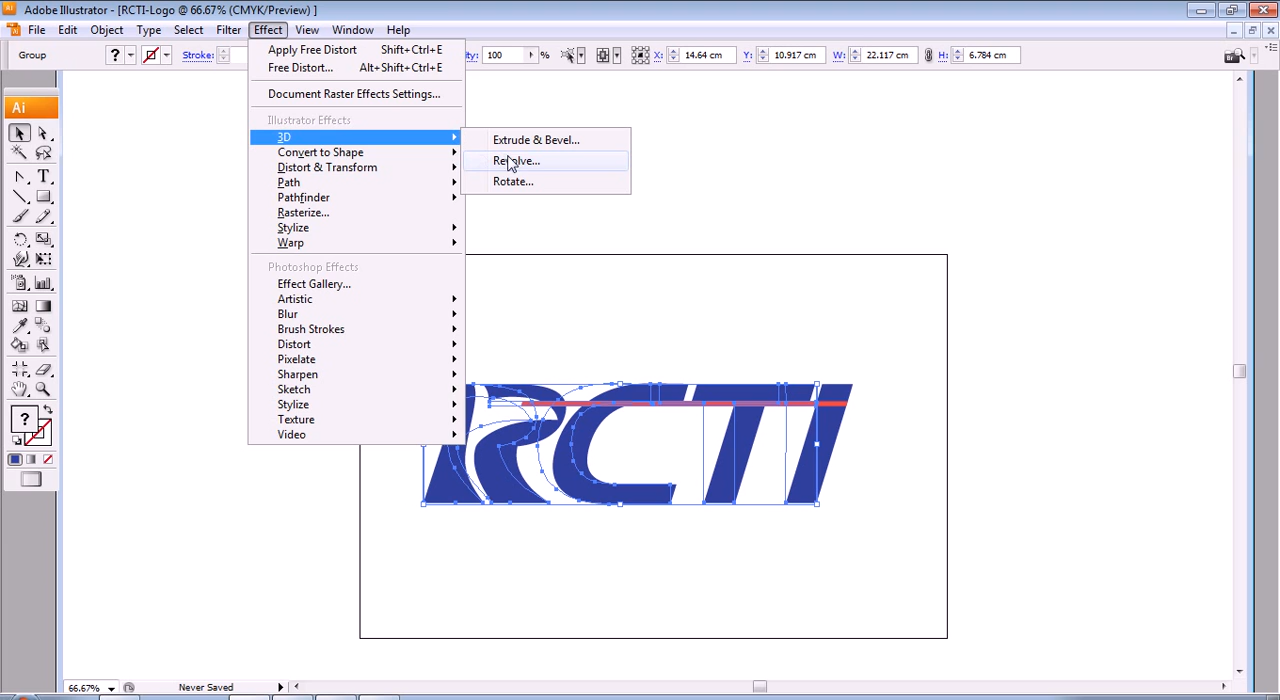 Ai Adobe Illustrator - [RCTI-Logo @ 66.67% (CMYK/Preview) ]
File Edit Object Type Select Filter Effect View Window Help
Group ? Stroke: ity: 100 % X: 14.64 cm Y: 10.917 cm W: 22.117 cm H: 6.784 cm
Apply Free Distort Shift+Ctrl+E
Free Distort... Alt+Shift+Ctrl+E
Document Raster Effects Settings...
Illustrator Effects
3D
Convert to Shape
Distort & Transform
Path
Pathfinder
Rasterize...
Stylize
Warp
Photoshop Effects
Effect Gallery...
Artistic
Blur
Brush Strokes
Distort
Pixelate
Sharpen
Sketch
Stylize
Texture
Video
Extrude & Bevel...
Revolve...
Rotate...
Ai
T
?
RCTI
66.67% Never Saved